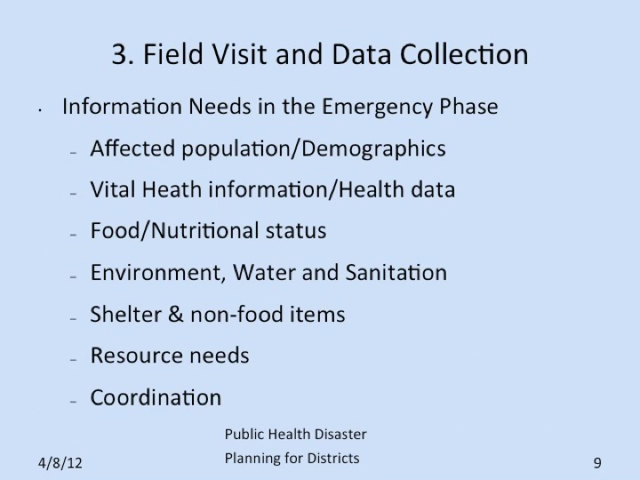 3. Field Visit and Data Collection
· Information Needs in the Emergency Phase
– Affected population/Demographics
– Vital Heath information/Health data
– Food/Nutritional status
– Environment, Water and Sanitation
– Shelter & non-food items
– Resource needs
– Coordination
Public Health Disaster
Planning for Districts
4/8/12
9